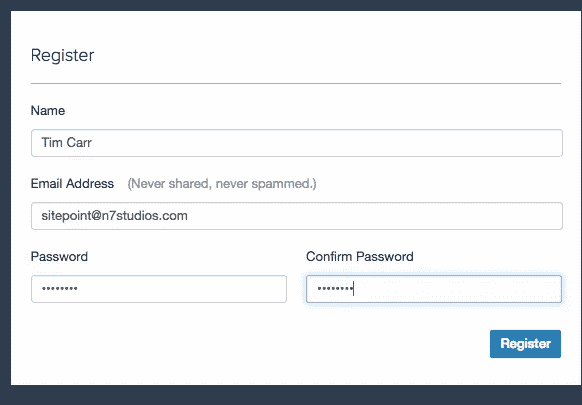 Register
Name
Tim Carr
Email Address (Never shared, never spammed.)
sitepoint@n7studios.com
Password Confirm Password
•••••••• ••••••••
Register